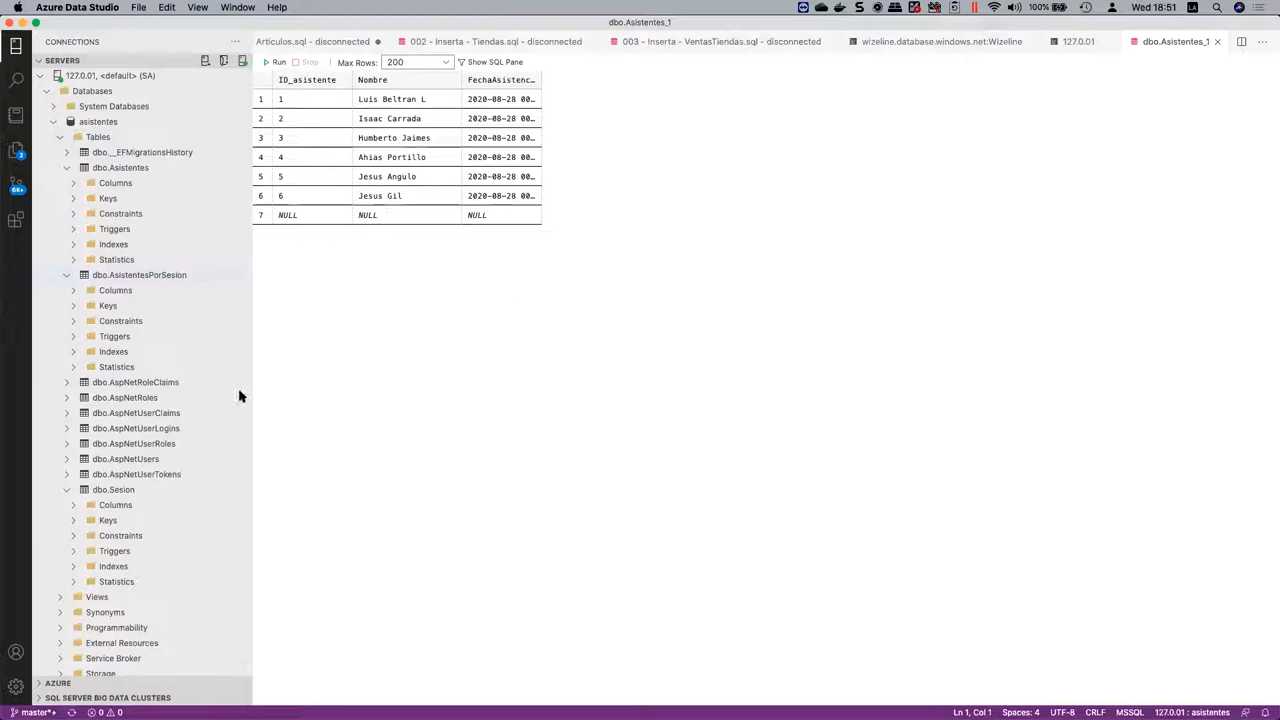 Azure Data Studio File Edit View Window Help 100% Wed 18:51
dbo.Asistentes_1
CONNECTIONS ...
Articulos.sql - disconnected 002 - Inserta - Tiendas.sql - disconnected 003 - Inserta - VentasTiendas.sql - disconnected wizeline.database.windows.net:Wizeline 127.0.01 dbo.Asistentes_1
SERVERS
Run Stop Max Rows: 200 Show SQL Pane
127.0.01, <default> (SA)
Databases
System Databases
asistentes
Tables
dbo.__EFMigrationsHistory
dbo.Asistentes
Columns
Keys
Constraints
Triggers
Indexes
Statistics
dbo.AsistentesPorSesion
Columns
Keys
Constraints
Triggers
Indexes
Statistics
dbo.AspNetRoleClaims
dbo.AspNetRoles
dbo.AspNetUserClaims
dbo.AspNetUserLogins
dbo.AspNetUserRoles
dbo.AspNetUsers
dbo.AspNetUserTokens
dbo.Sesion
Columns
Keys
Constraints
Triggers
Indexes
Statistics
Views
Synonyms
Programmability
External Resources
Service Broker
Storage
AZURE
SQL SERVER BIG DATA CLUSTERS
2
6K+
ID_asistente Nombre FechaAsistenc…
1 1 Luis Beltran L 2020-08-28 00…
2 2 Isaac Carrada 2020-08-28 00…
3 3 Humberto Jaimes 2020-08-28 00…
4 4 Ahias Portillo 2020-08-28 00…
5 5 Jesus Angulo 2020-08-28 00…
6 6 Jesus Gil 2020-08-28 00…
7 NULL NULL NULL
master*+ 0 0 Ln 1, Col 1 Spaces: 4 UTF-8 CRLF MSSQL 127.0.01 : asistentes